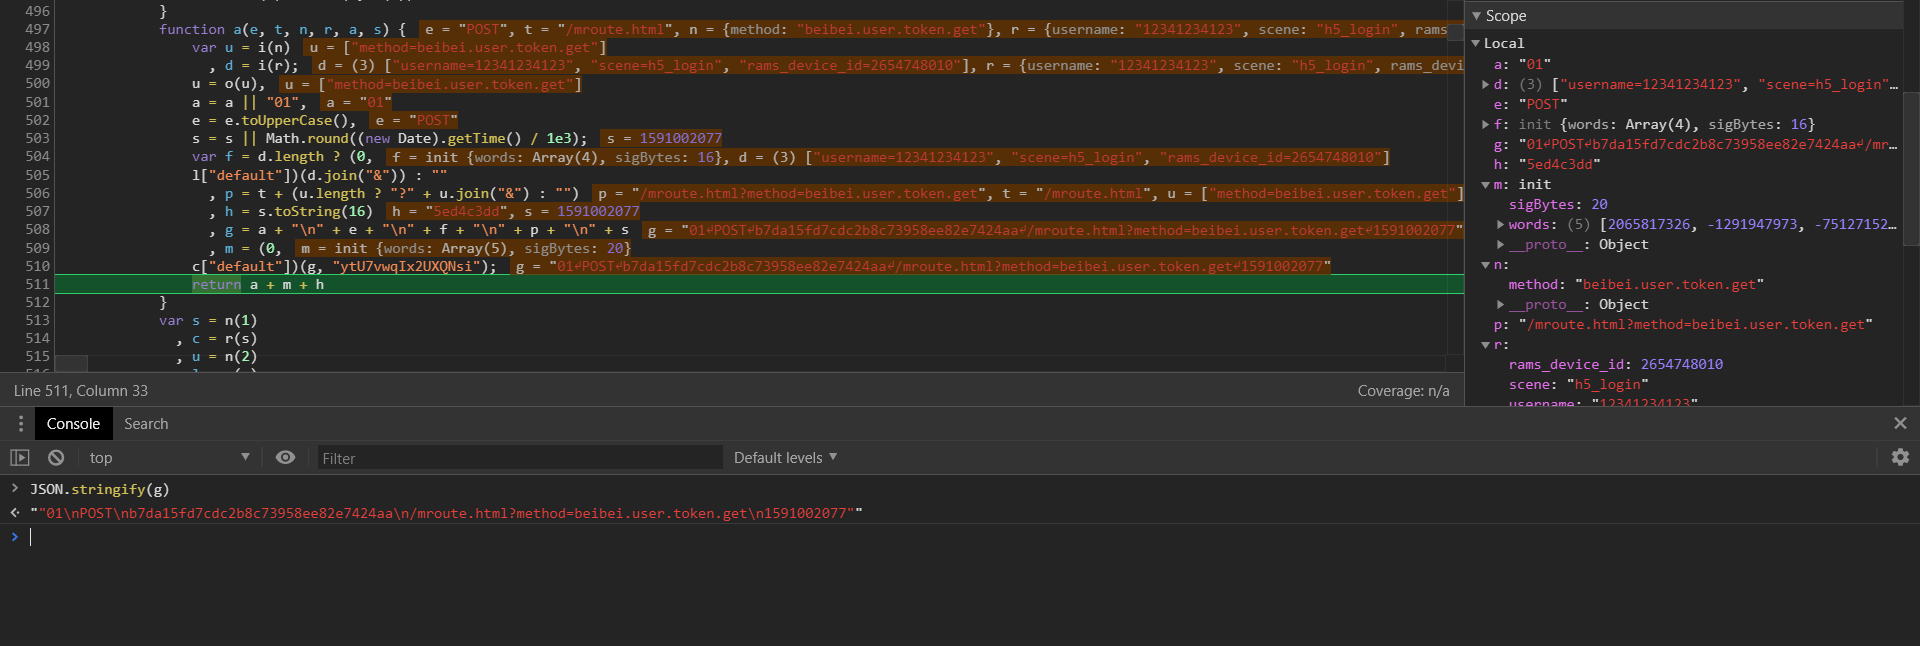 496 }
497 function a(e, t, n, r, a, s) { e = "POST", t = "/mroute.html", n = {method: "beibei.user.token.get"}, r = {username: "12341234123", scene: "h5_login", rams
498 var u = i(n) u = ["method=beibei.user.token.get"]
499 , d = i(r); d = (3) ["username=12341234123", "scene=h5_login", "rams_device_id=2654748010"], r = {username: "12341234123", scene: "h5_login", rams_devi
500 u = o(u), u = ["method=beibei.user.token.get"]
501 a = a || "01", a = "01"
502 e = e.toUpperCase(), e = "POST"
503 s = s || Math.round((new Date).getTime() / 1e3); s = 1591002077
504 var f = d.length ? (0, f = init {words: Array(4), sigBytes: 16}, d = (3) ["username=12341234123", "scene=h5_login", "rams_device_id=2654748010"]
505 l["default"])(d.join("&")) : ""
506 , p = t + (u.length ? "?" + u.join("&") : "") p = "/mroute.html?method=beibei.user.token.get", t = "/mroute.html", u = ["method=beibei.user.token.get"]
507 , h = s.toString(16) h = "5ed4c3dd", s = 1591002077
508 , g = a + "\n" + e + "\n" + f + "\n" + p + "\n" + s g = "01↵POST↵b7da15fd7cdc2b8c73958ee82e7424aa↵/mroute.html?method=beibei.user.token.get↵1591002077"
509 , m = (0, m = init {words: Array(5), sigBytes: 20}
510 c["default"])(g, "ytU7vwqIx2UXQNsi"); g = "01↵POST↵b7da15fd7cdc2b8c73958ee82e7424aa↵/mroute.html?method=beibei.user.token.get↵1591002077"
511 return a + m + h
512 }
513 var s = n(1)
514 , c = r(s)
515 , u = n(2)
Line 511, Column 33
Coverage: n/a
Scope
Local
a: "01"
d: (3) ["username=12341234123", "scene=h5_login"…
e: "POST"
f: init {words: Array(4), sigBytes: 16}
g: "01↵POST↵b7da15fd7cdc2b8c73958ee82e7424aa↵/mr…
h: "5ed4c3dd"
m: init
sigBytes: 20
words: (5) [2065817326, -1291947973, -75127152…
__proto__: Object
n:
method: "beibei.user.token.get"
__proto__: Object
p: "/mroute.html?method=beibei.user.token.get"
r:
rams_device_id: 2654748010
scene: "h5_login"
username: "12341234123"
Console Search
top Filter Default levels
> JSON.stringify(g)
""01\nPOST\nb7da15fd7cdc2b8c73958ee82e7424aa\n/mroute.html?method=beibei.user.token.get\n1591002077""
>